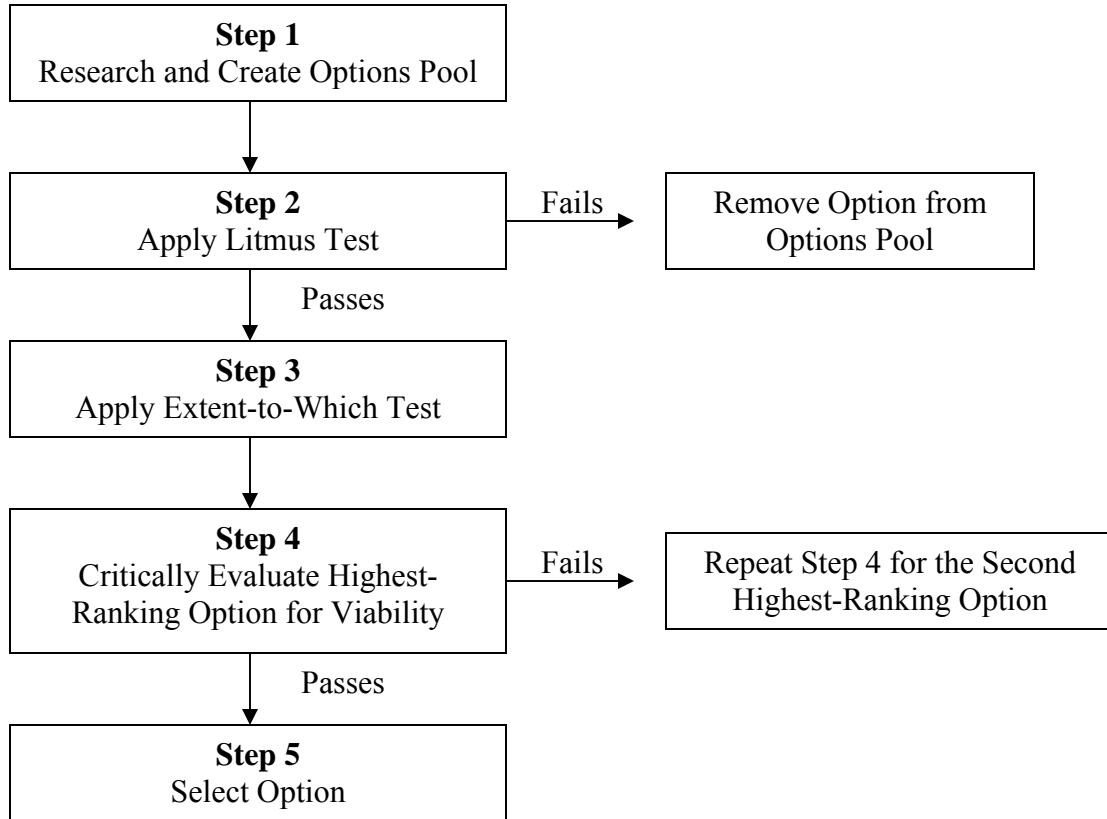 Step 1
Research and Create Options Pool
Step 2
Apply Litmus Test
Fails
Remove Option from
Options Pool
Passes
Step 3
Apply Extent-to-Which Test
Step 4
Critically Evaluate Highest-
Ranking Option for Viability
Fails
Repeat Step 4 for the Second
Highest-Ranking Option
Passes
Step 5
Select Option